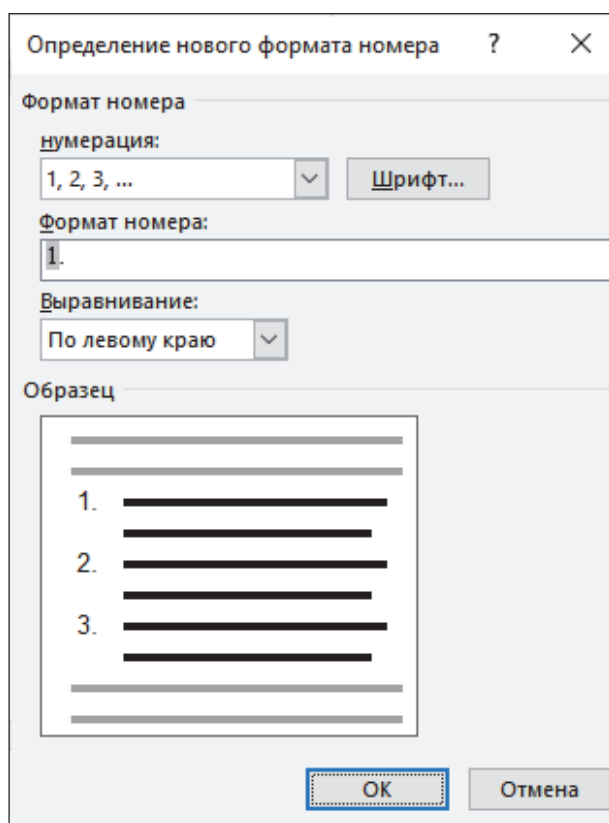 Определение нового формата номера ? ×
Формат номера
нумерация:
1, 2, 3, ... Шрифт...
Формат номера:
1.
Выравнивание:
По левому краю
Образец
1.
2.
3.
ОК Отмена